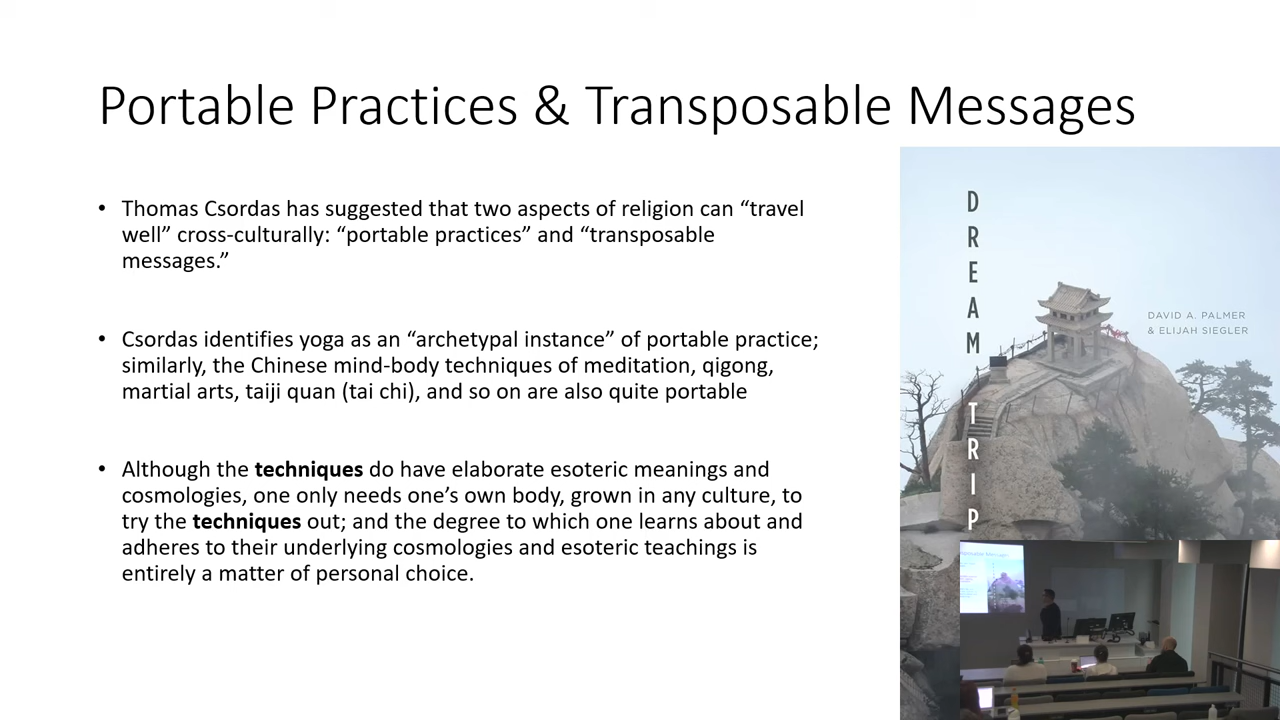 Portable Practices & Transposable Messages
• Thomas Csordas has suggested that two aspects of religion can “travel
well” cross-culturally: “portable practices” and “transposable
messages.”
• Csordas identifies yoga as an “archetypal instance” of portable practice;
similarly, the Chinese mind-body techniques of meditation, qigong,
martial arts, taiji quan (tai chi), and so on are also quite portable
• Although the techniques do have elaborate esoteric meanings and
cosmologies, one only needs one’s own body, grown in any culture, to
try the techniques out; and the degree to which one learns about and
adheres to their underlying cosmologies and esoteric teachings is
entirely a matter of personal choice.
DREAM TRIP
DAVID A. PALMER
& ELIJAH SIEGLER